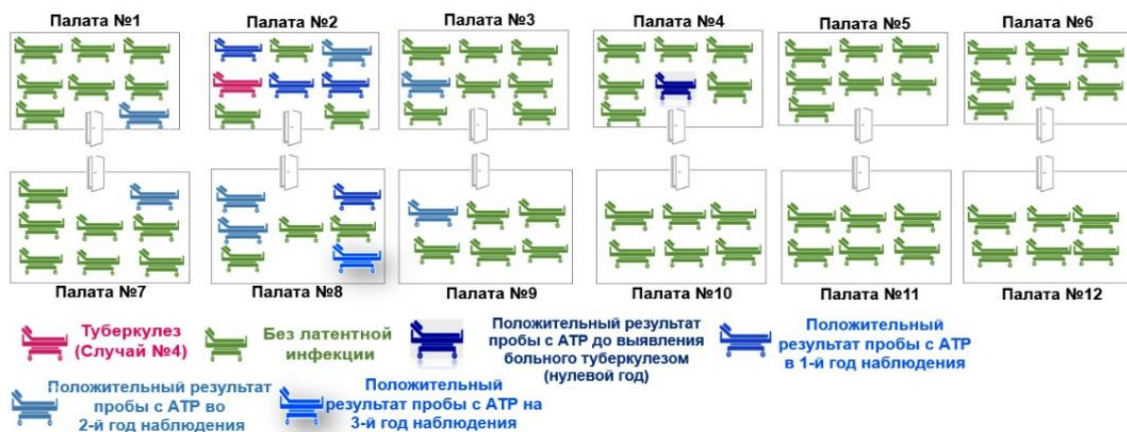 Палата №1
Палата №2
Палата №3
Палата №4
Палата №5
Палата №6
Палата №7
Палата №8
Палата №9
Палата №10
Палата №11
Палата №12
Туберкулез
(Случай №4)
Без латентной
инфекции
Положительный результат
пробы с АТР до выявления
больного туберкулезом
(нулевой год)
Положительный
результат пробы с АТР
в 1-й год наблюдения
Положительный результат
пробы с АТР во
2-й год наблюдения
Положительный
результат пробы с АТР на
3-й год наблюдения